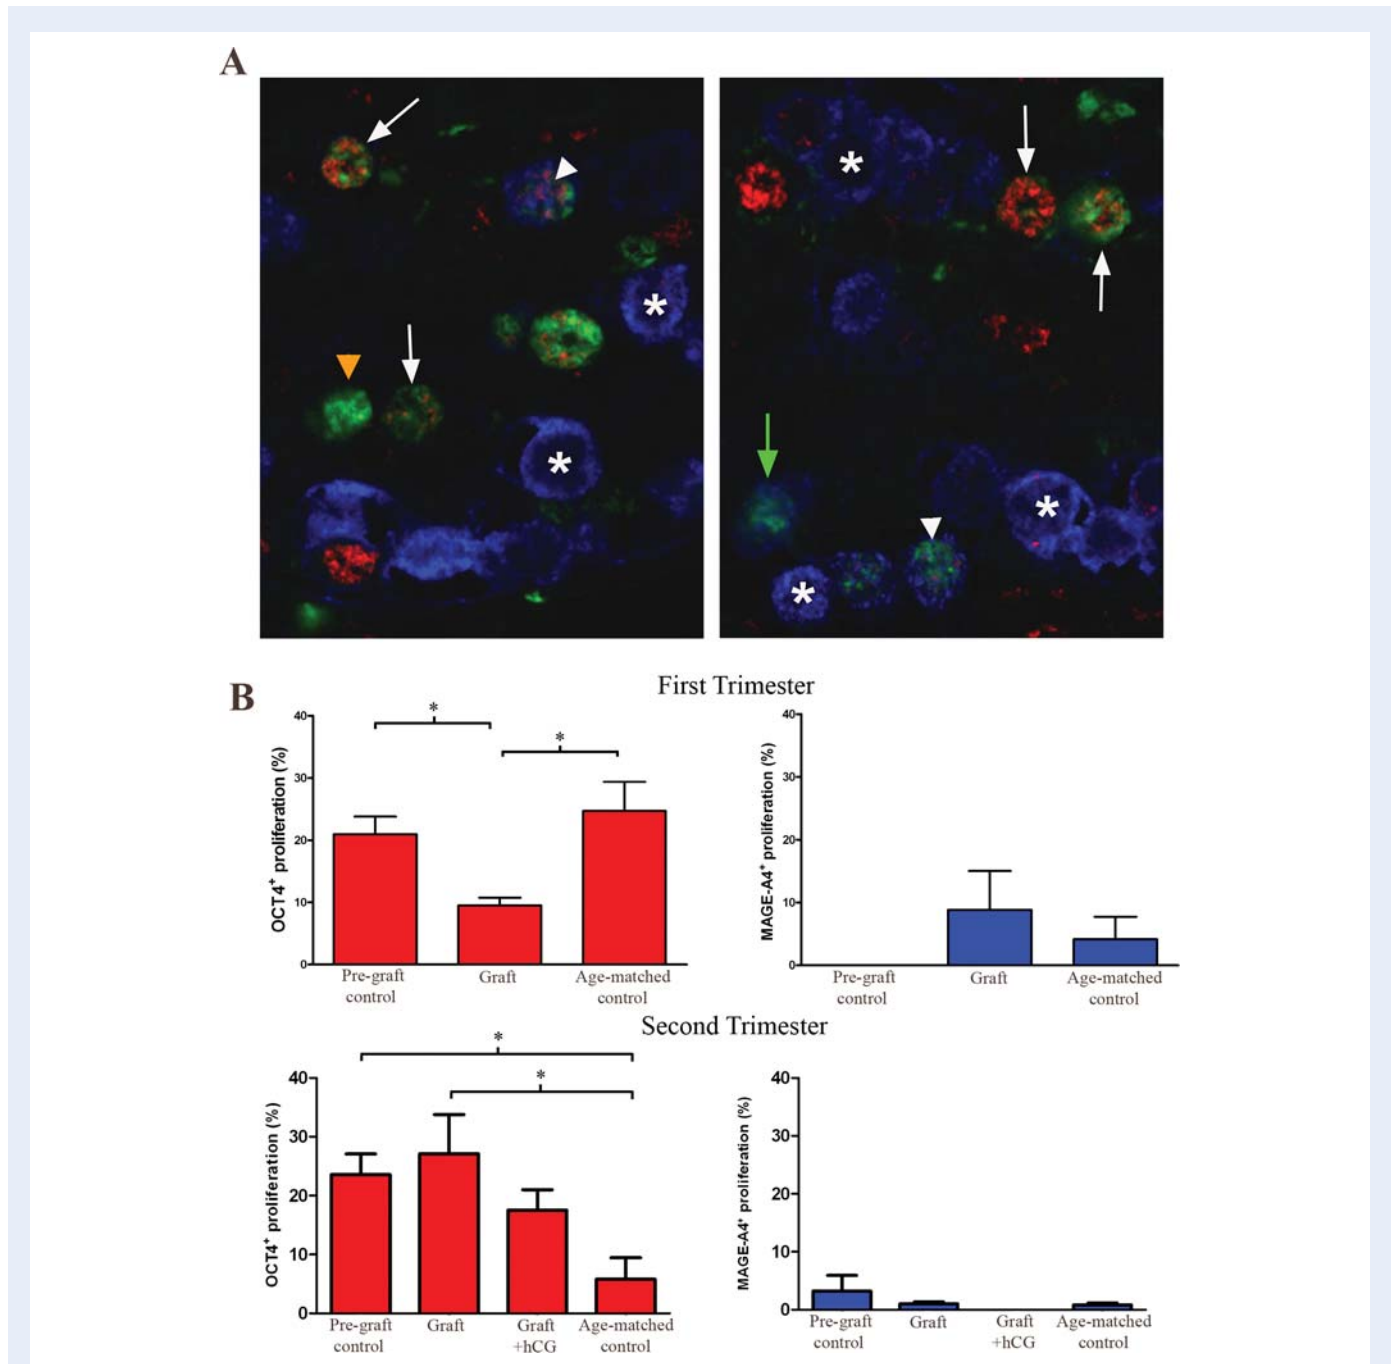 A
*
*
*
*
*
B
First Trimester
*
*
OCT4⁺ proliferation (%)
40
30
20
10
0
Pre-graft control
Graft
Age-matched control
MAGE-A4⁺ proliferation (%)
40
30
20
10
0
Pre-graft control
Graft
Age-matched control
Second Trimester
*
*
OCT4⁺ proliferation (%)
40
30
20
10
0
Pre-graft control
Graft
Graft +hCG
Age-matched control
MAGE-A4⁺ proliferation (%)
40
30
20
10
0
Pre-graft control
Graft
Graft +hCG
Age-matched control